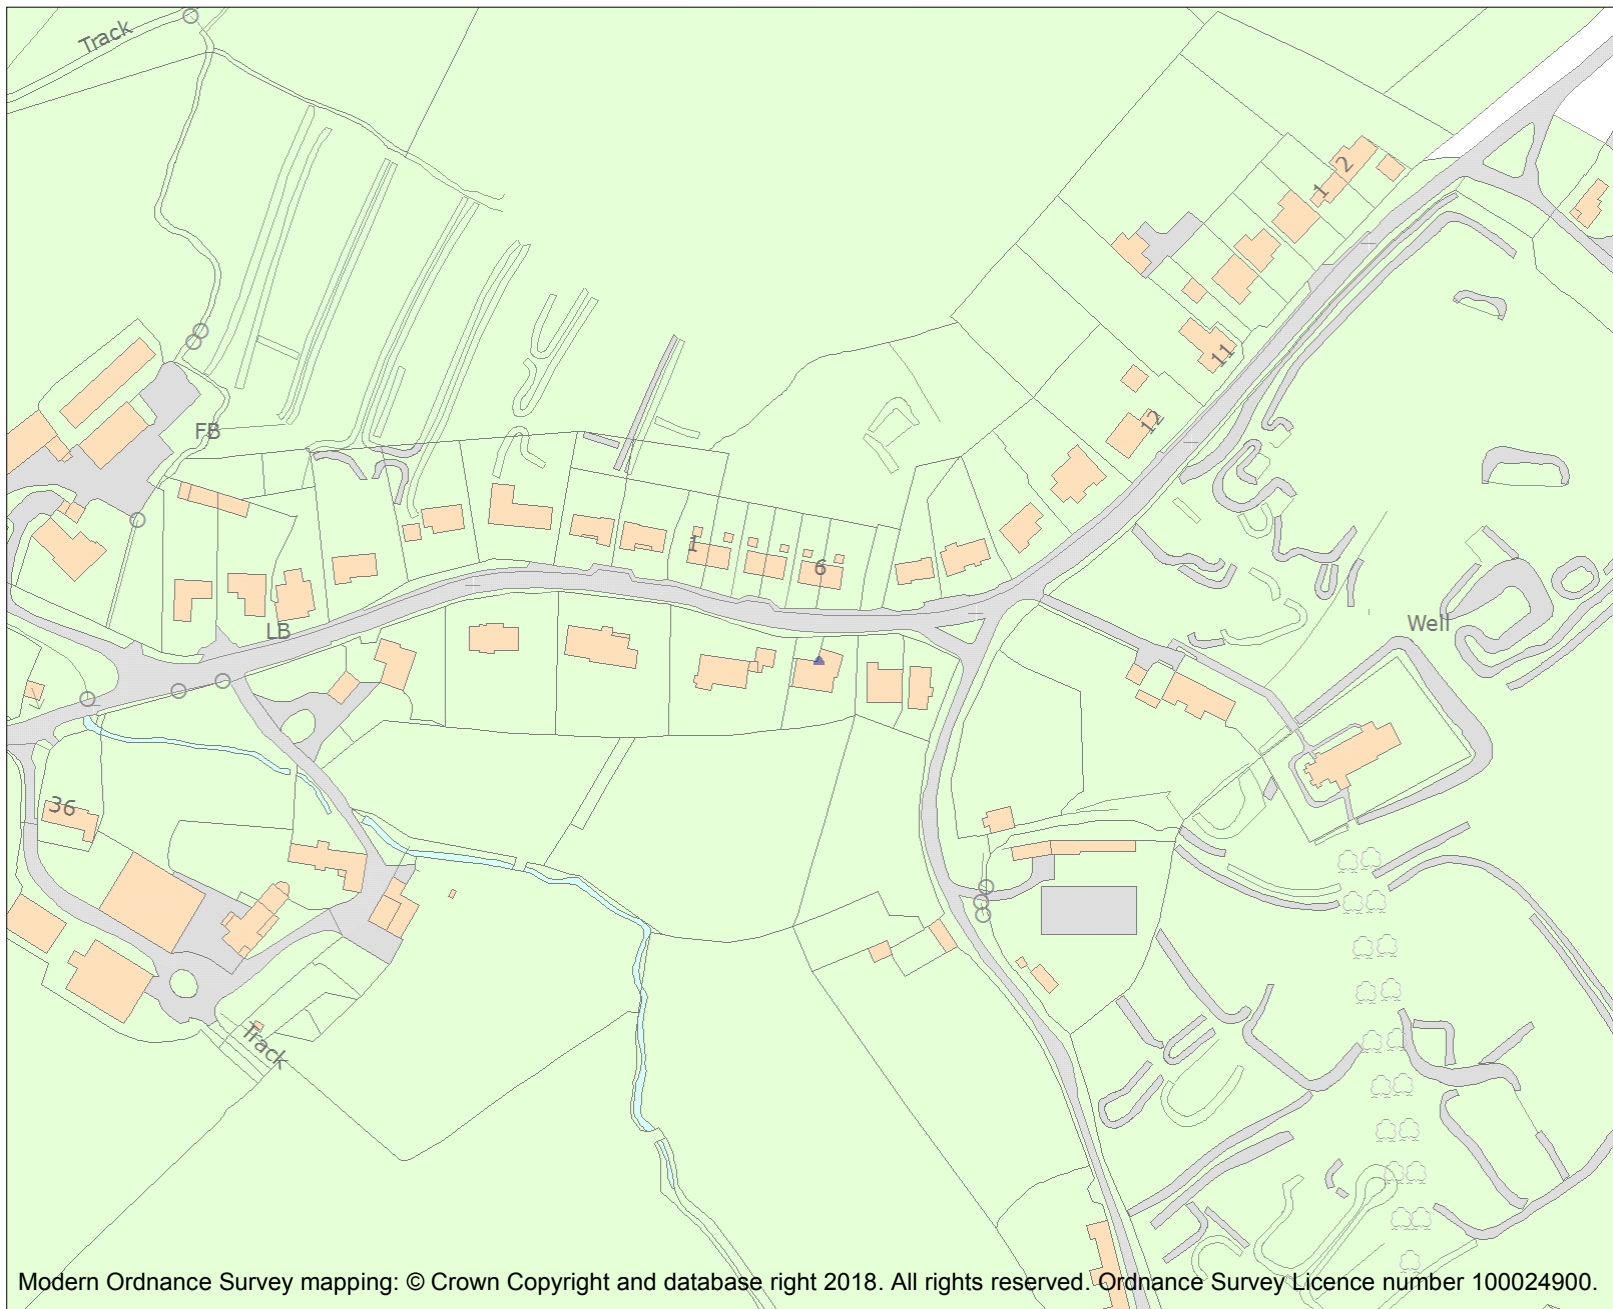 Track
2
1
11
12
FB
1
6
LB
Well
36
Track
Modern Ordnance Survey mapping: © Crown Copyright and database right 2018. All rights reserved. Ordnance Survey Licence number 100024900.